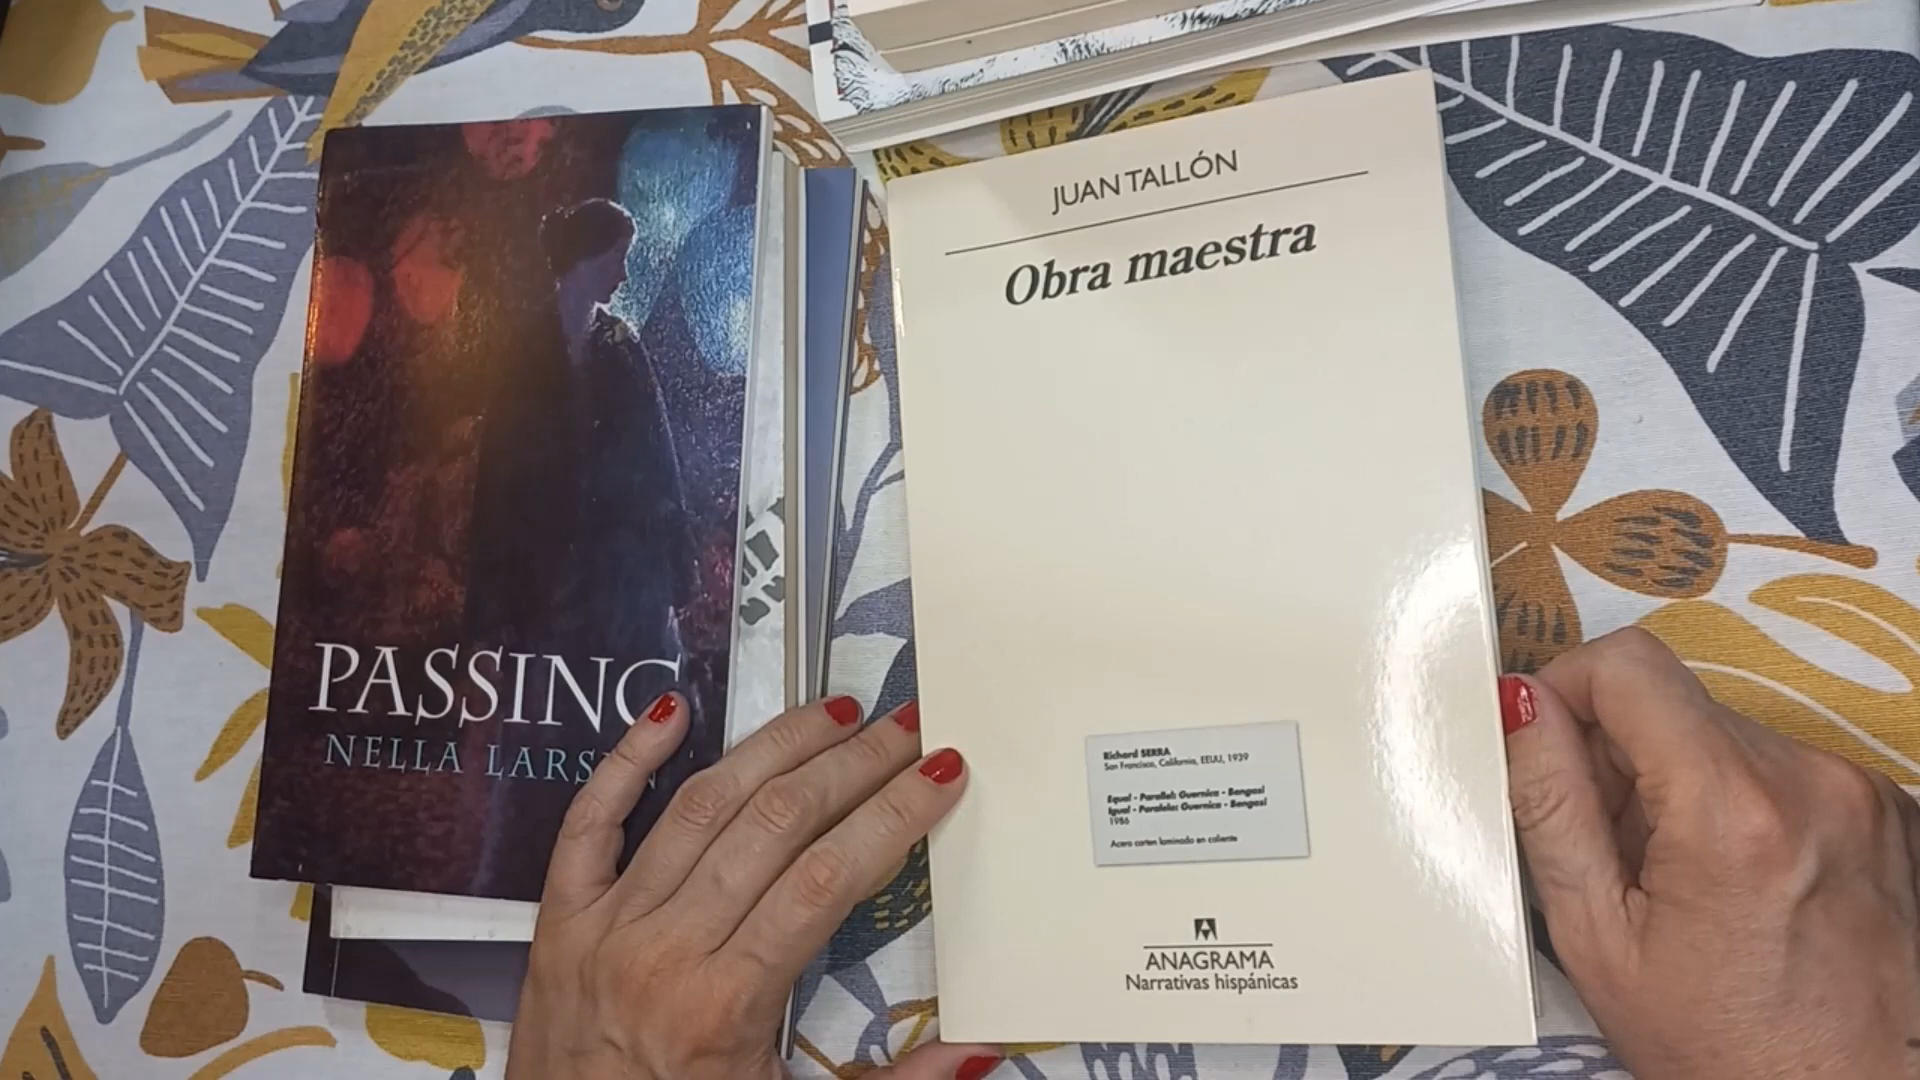 PASSING
NELLA LARSEN
JUAN TALLÓN
Obra maestra
Richard SERRA
San Francisco, California, EEUU, 1939
Equal - Parallel: Guernica - Bengasi
Igual - Paralelo: Guernica - Bengasi
1986
Acero corten laminado en caliente
ANAGRAMA
Narrativas hispánicas